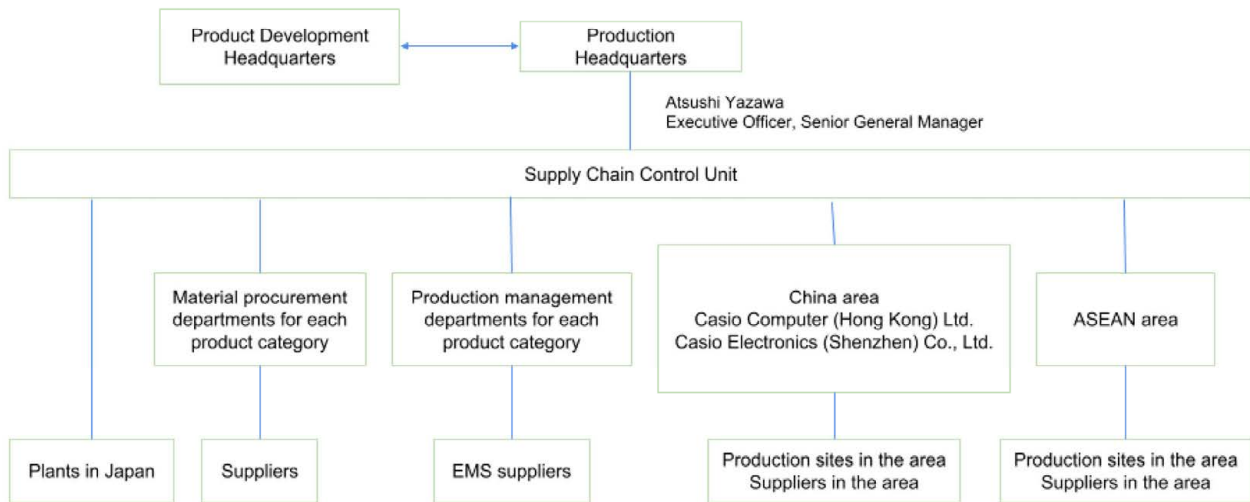 Product Development
Headquarters
Production
Headquarters
Atsushi Yazawa
Executive Officer, Senior General Manager
Supply Chain Control Unit
Material procurement
departments for each
product category
Production management
departments for each
product category
China area
Casio Computer (Hong Kong) Ltd.
Casio Electronics (Shenzhen) Co., Ltd.
ASEAN area
Plants in Japan
Suppliers
EMS suppliers
Production sites in the area
Suppliers in the area
Production sites in the area
Suppliers in the area